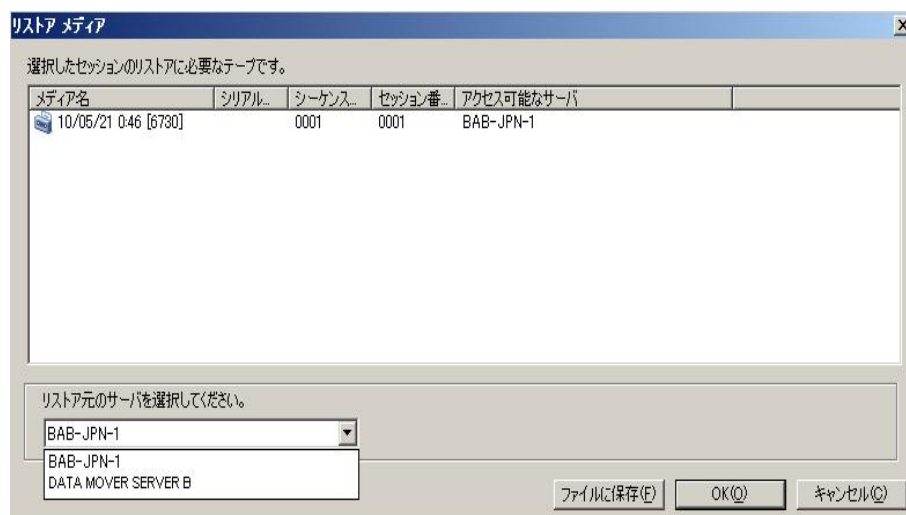 リストア メディア
選択したセッションのリストアに必要なテープです。
メディア名 シリアル... シーケンス... セッション番... アクセス可能なサーバ
10/05/21 0:46 [6730] 0001 0001 BAB-JPN-1
リストア元のサーバを選択してください。
BAB-JPN-1
BAB-JPN-1
DATA MOVER SERVER B
ファイルに保存(F) OK(O) キャンセル(C)